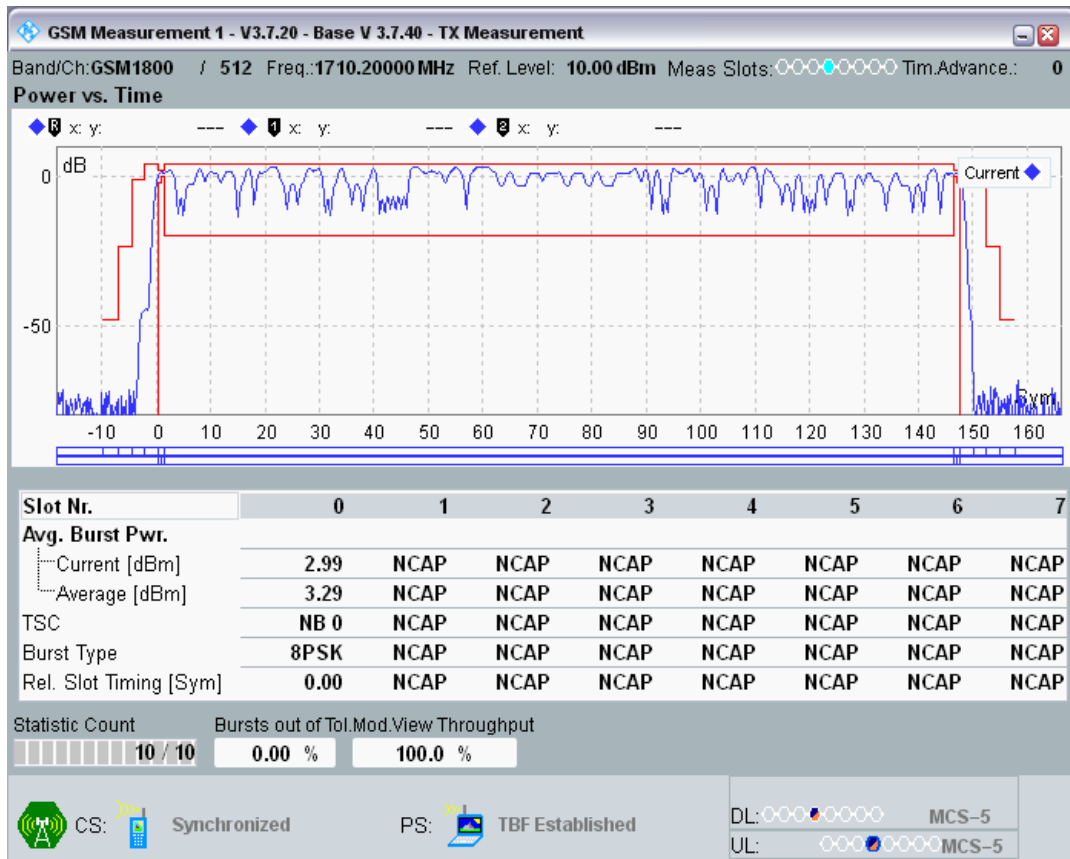 GSM Measurement 1 - V3.7.20 - Base V 3.7.40 - TX Measurement
Band/Ch:GSM1800 / 512 Freq.:1710.20000 MHz Ref. Level: 10.00 dBm Meas Slots: Tim.Advance.: 0
Power vs. Time
R x: y: --- 1 x: y: --- 2 x: y: ---
dB
Current
0
-50
Sym
-10 0 10 20 30 40 50 60 70 80 90 100 110 120 130 140 150 160
Slot Nr. 0 1 2 3 4 5 6 7
Avg. Burst Pwr.
Current [dBm] 2.99 NCAP NCAP NCAP NCAP NCAP NCAP NCAP
Average [dBm] 3.29 NCAP NCAP NCAP NCAP NCAP NCAP NCAP
TSC NB 0 NCAP NCAP NCAP NCAP NCAP NCAP NCAP
Burst Type 8PSK NCAP NCAP NCAP NCAP NCAP NCAP NCAP
Rel. Slot Timing [Sym] 0.00 NCAP NCAP NCAP NCAP NCAP NCAP NCAP
Statistic Count Bursts out of Tol. Mod.View Throughput
10 / 10 0.00 % 100.0 %
CS: Synchronized PS: TBF Established
DL: MCS-5
UL: MCS-5